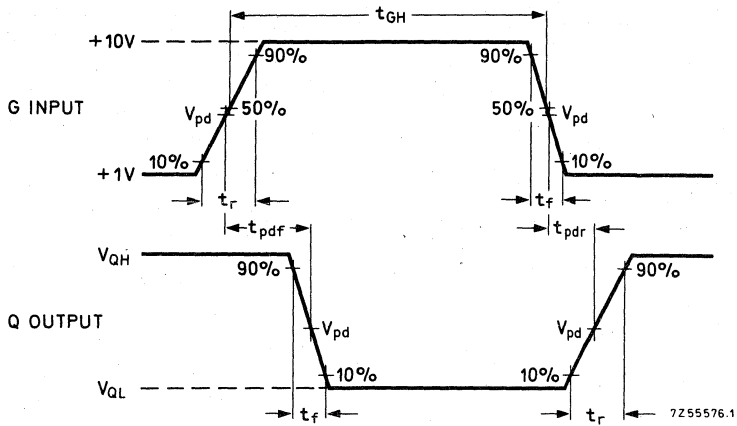 t_GH
+10V
90%
90%
G INPUT
V_pd
50%
50%
V_pd
10%
10%
+1V
t_r
t_f
t_pdf
t_pdr
V_QH
90%
90%
Q OUTPUT
V_pd
V_pd
10%
10%
V_QL
t_f
t_r
7Z55576.1